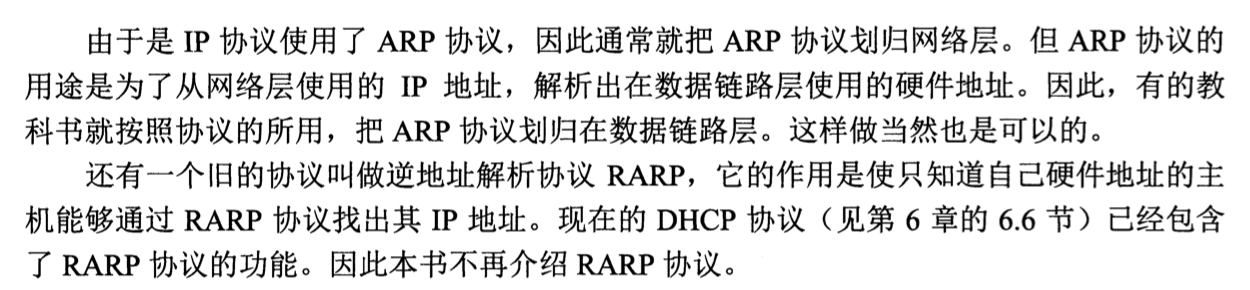 由于是 IP 协议使用了 ARP 协议，因此通常就把 ARP 协议划归网络层。但 ARP 协议的
用途是为了从网络层使用的 IP 地址，解析出在数据链路层使用的硬件地址。因此，有的教
科书就按照协议的所用，把 ARP 协议划归在数据链路层。这样做当然也是可以的。
还有一个旧的协议叫做逆地址解析协议 RARP，它的作用是使只知道自己硬件地址的主
机能够通过 RARP 协议找出其 IP 地址。现在的 DHCP 协议（见第 6 章的 6.6 节）已经包含
了 RARP 协议的功能。因此本书不再介绍 RARP 协议。